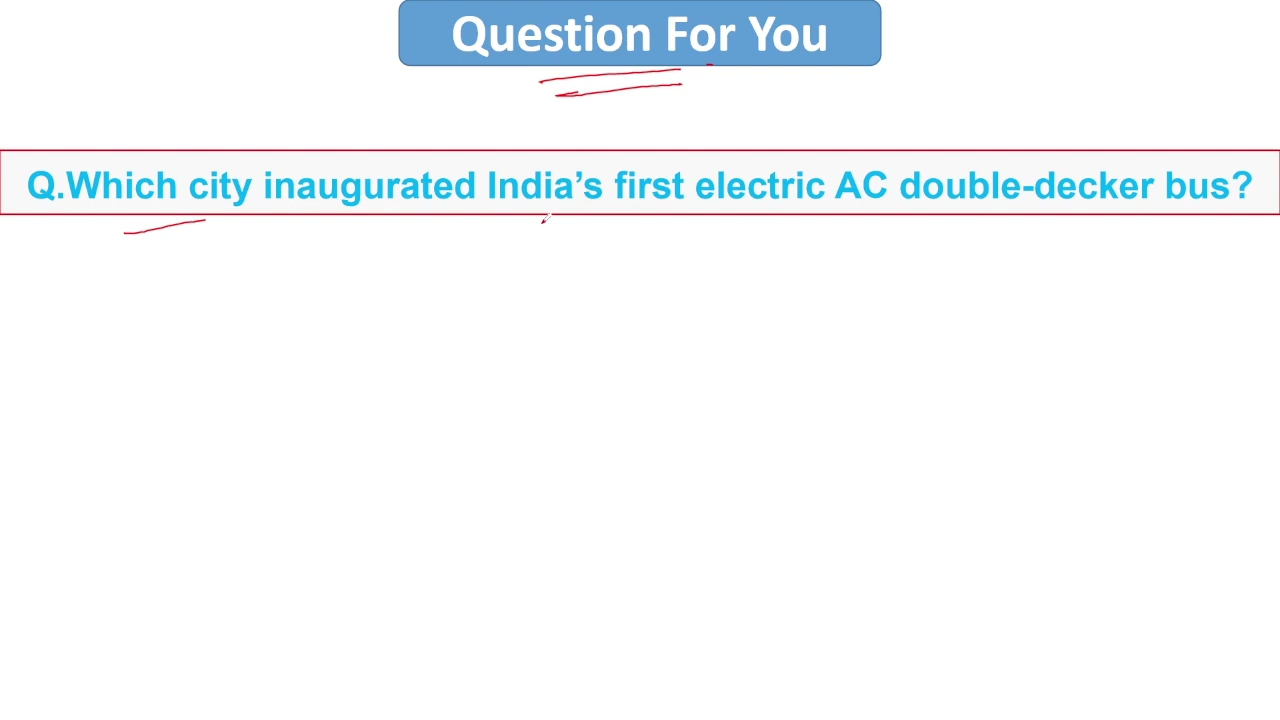 Question For You
Q.Which city inaugurated India’s first electric AC double-decker bus?